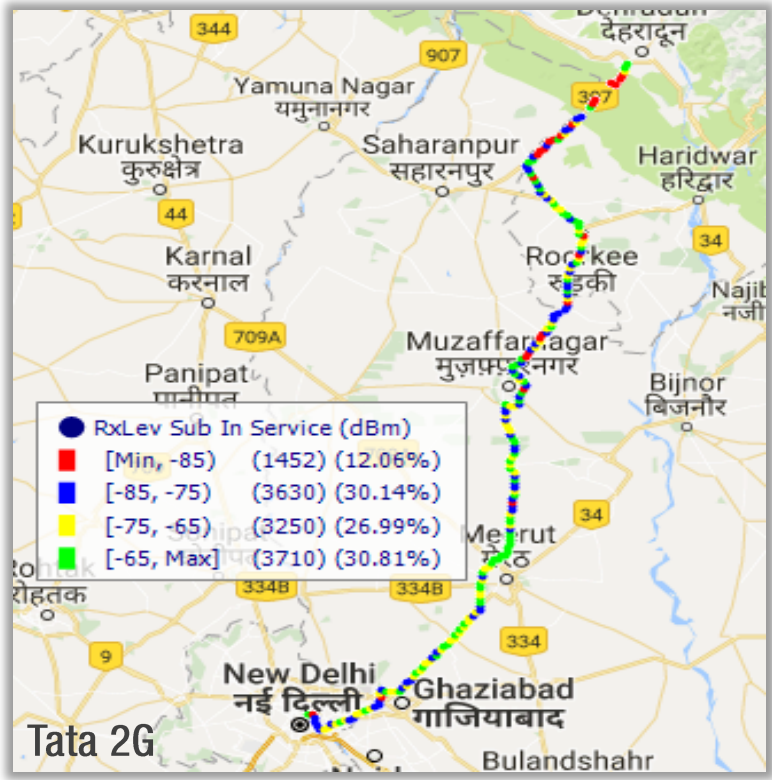 देहरादून
344
907
Yamuna Nagar
यमुनानगर
307
Kurukshetra
कुरुक्षेत्र
Saharanpur
सहारनपुर
Haridwar
हरिद्वार
44
34
Karnal
करनाल
Roorkee
रुड़की
709A
Muzaffarnagar
मुज़फ़्फ़रनगर
Panipat
पानीपत
Bijnor
बिजनौर
RxLev Sub In Service (dBm)
[Min, -85) (1452) (12.06%)
[-85, -75) (3630) (30.14%)
[-75, -65) (3250) (26.99%)
[-65, Max] (3710) (30.81%)
34
Meerut
मेरठ
रोहतक
334B
334B
9
334
New Delhi
नई दिल्ली
Ghaziabad
गाजियाबाद
Tata 2G
Bulandshahr